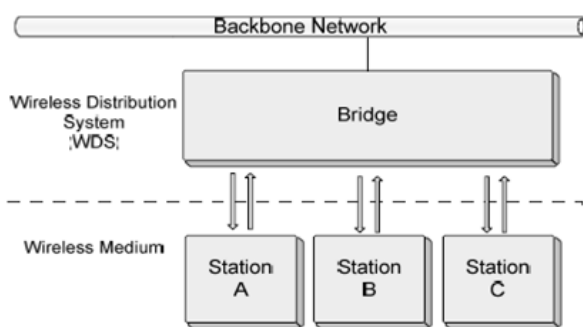 Backbone Network
Wireless Distribution
System
(WDS)
Bridge
Wireless Medium
Station
A
Station
B
Station
C